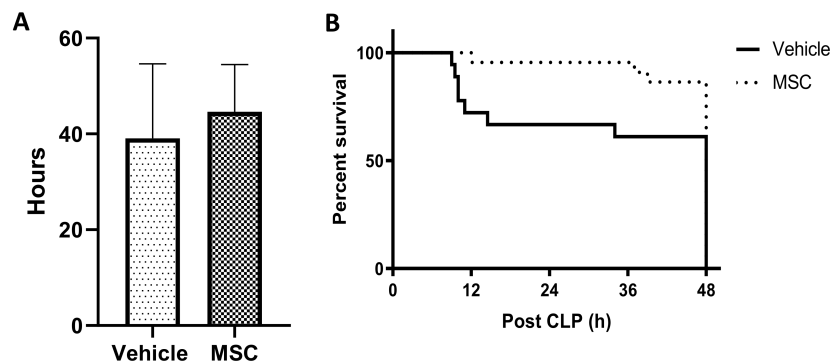 A
Hours
60
40
20
0
Vehicle MSC
B
Percent survival
100
50
0
0 12 24 36 48
Post CLP (h)
Vehicle
MSC